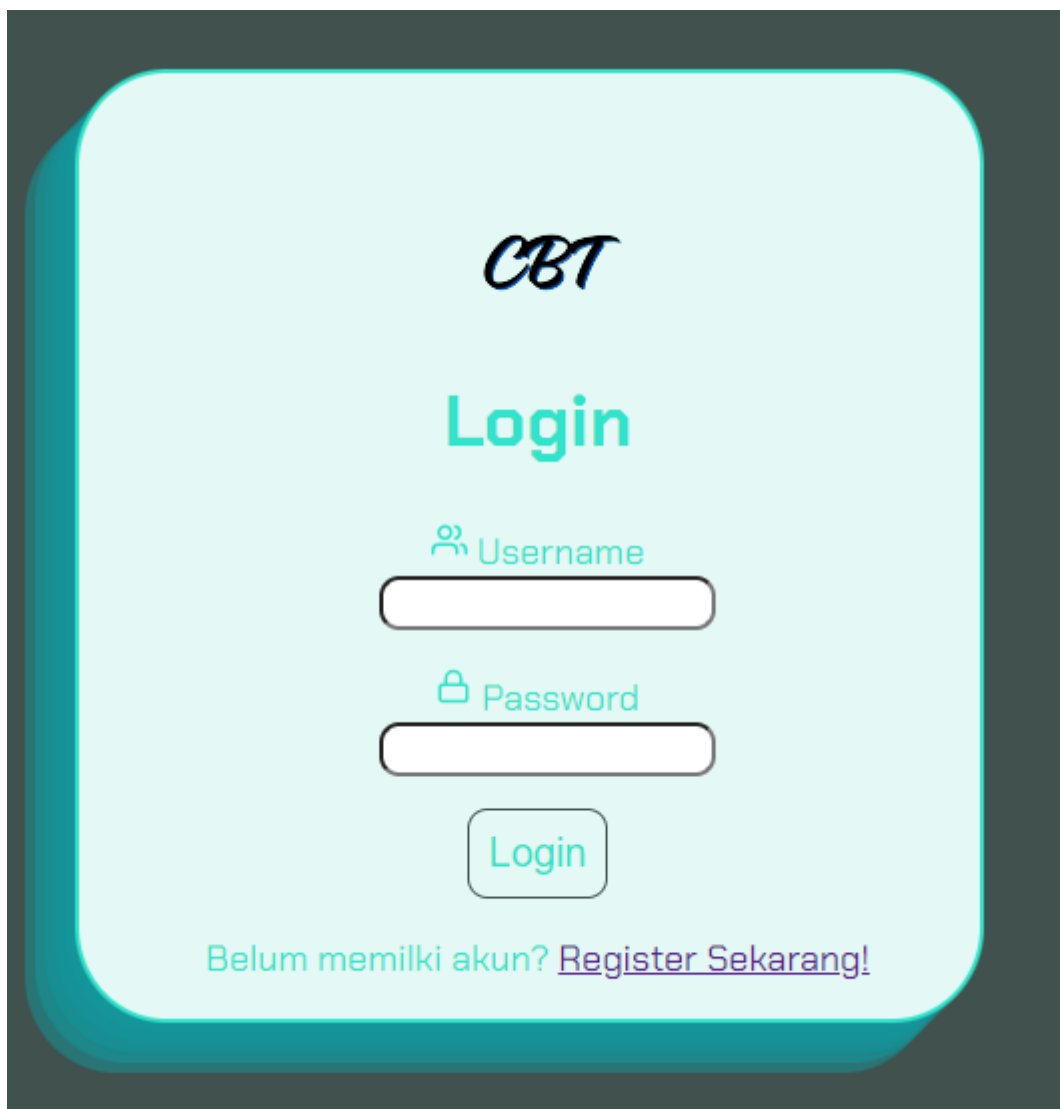 CBT
Login
Username
Password
Login
Belum memilki akun? Register Sekarang!